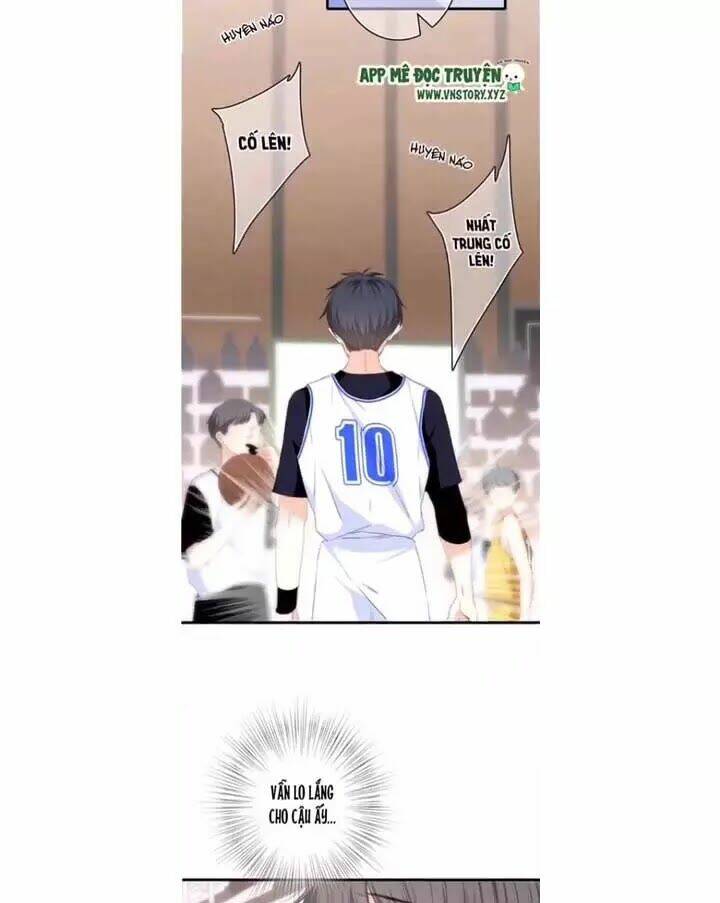 HUYÊN NÁO
APP MÊ ĐỌC TRUYỆN
WWW.VNSTORY.XYZ
CỐ LÊN!
HUYÊN NÁO
NHẤT
TRUNG CỐ
LÊN!
10
VẪN LO LẮNG
CHO CẬU ẤY...